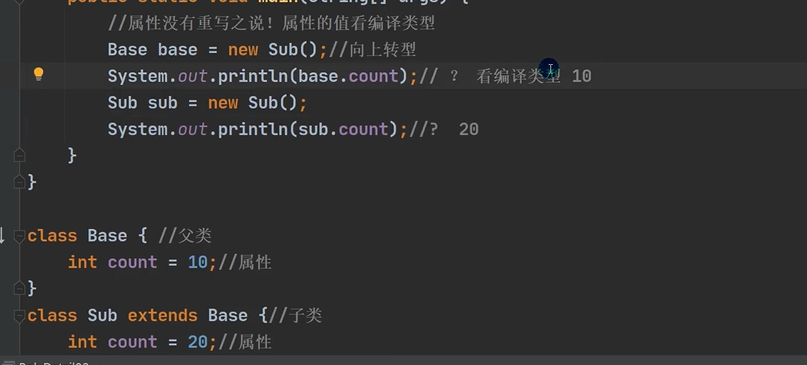 public static void main(String[] args) {
//属性没有重写之说！属性的值看编译类型
Base base = new Sub();//向上转型
System.out.println(base.count);// ？ 看编译类型 10
Sub sub = new Sub();
System.out.println(sub.count);//?  20
}
}
class Base { //父类
int count = 10;//属性
}
class Sub extends Base {//子类
int count = 20;//属性